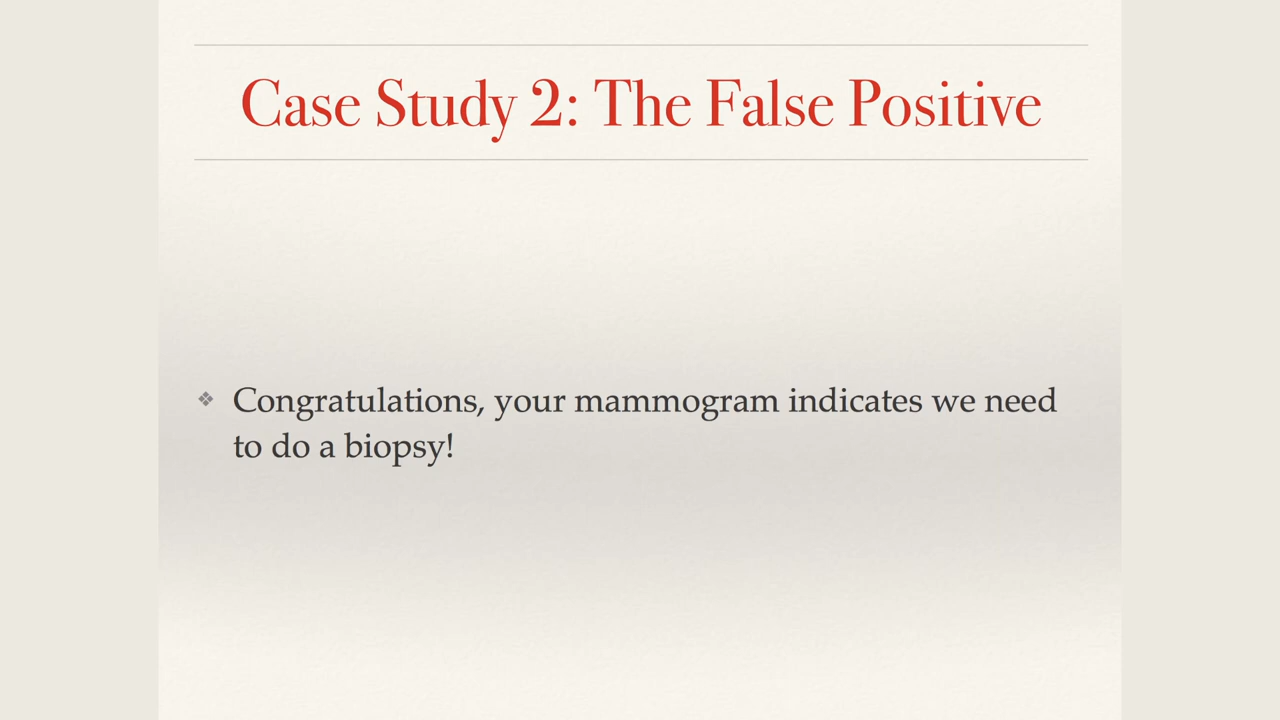 Case Study 2: The False Positive
❖ Congratulations, your mammogram indicates we need
to do a biopsy!